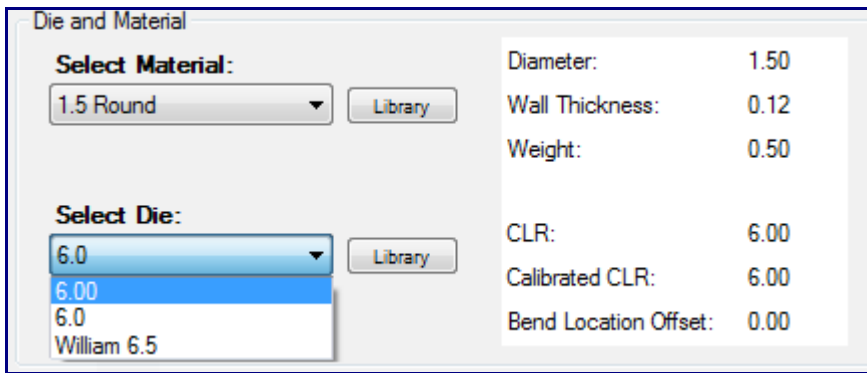 Die and Material
Select Material:
1.5 Round
Library
Diameter: 1.50
Wall Thickness: 0.12
Weight: 0.50
Select Die:
6.0
Library
6.00
6.0
William 6.5
CLR: 6.00
Calibrated CLR: 6.00
Bend Location Offset: 0.00